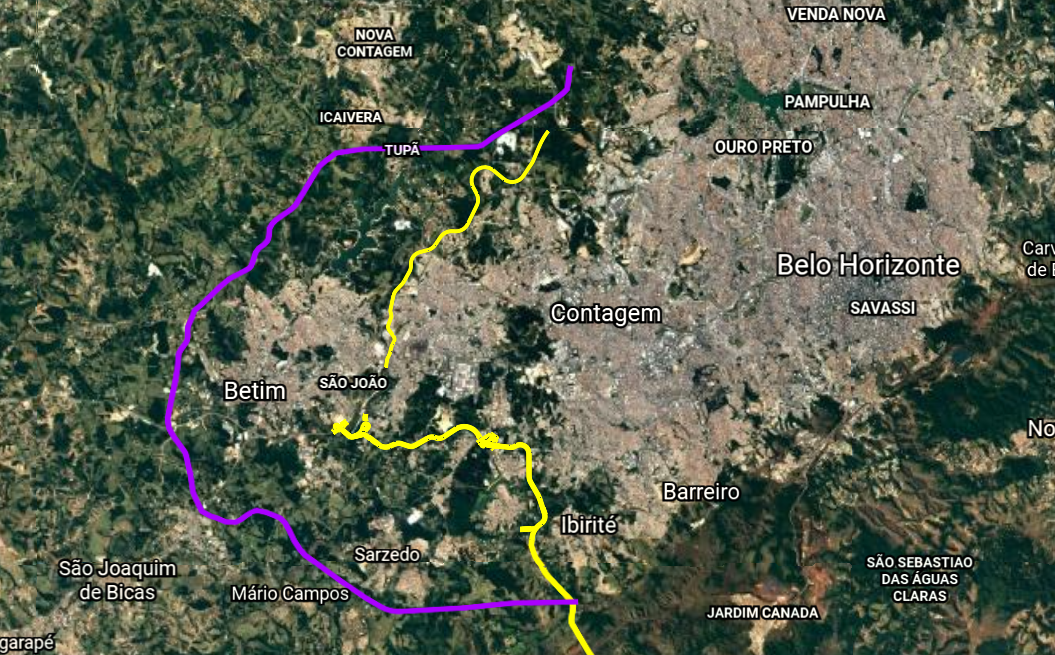 VENDA NOVA
NOVA
CONTAGEM
PAMPULHA
ICAIVERA
TUPÃ
OURO PRETO
Belo Horizonte
SAVASSI
Contagem
SÃO JOÃO
Betim
Barreiro
Ibirité
Sarzedo
São Joaquim
de Bicas
Mário Campos
SÃO SEBASTIAO
DAS ÁGUAS
CLARAS
JARDIM CANADA